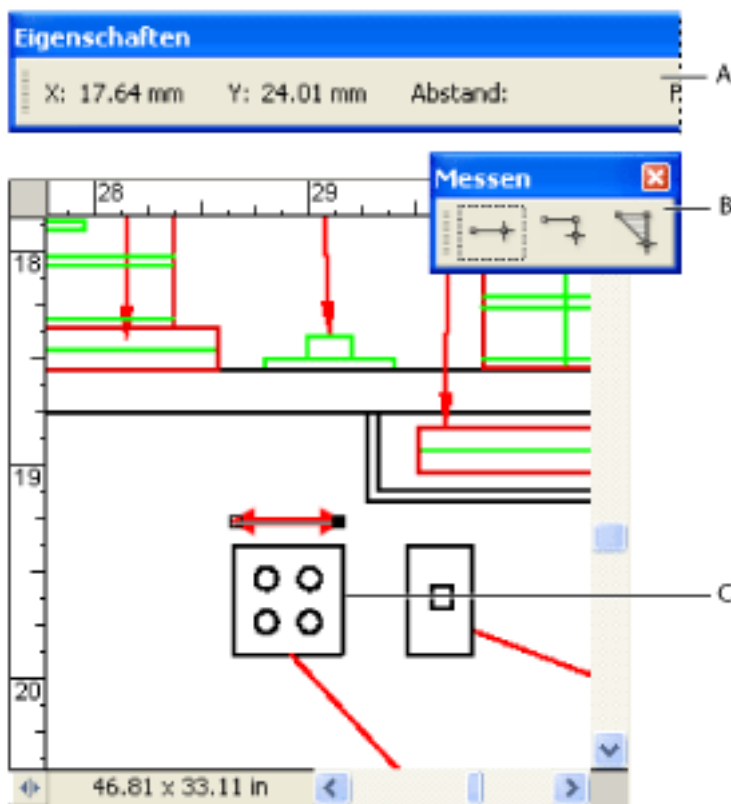 Eigenschaften
X: 17.64 mm Y: 24.01 mm Abstand:
A
28 29
Messen
B
18
19
C
20
46.81 x 33.11 in